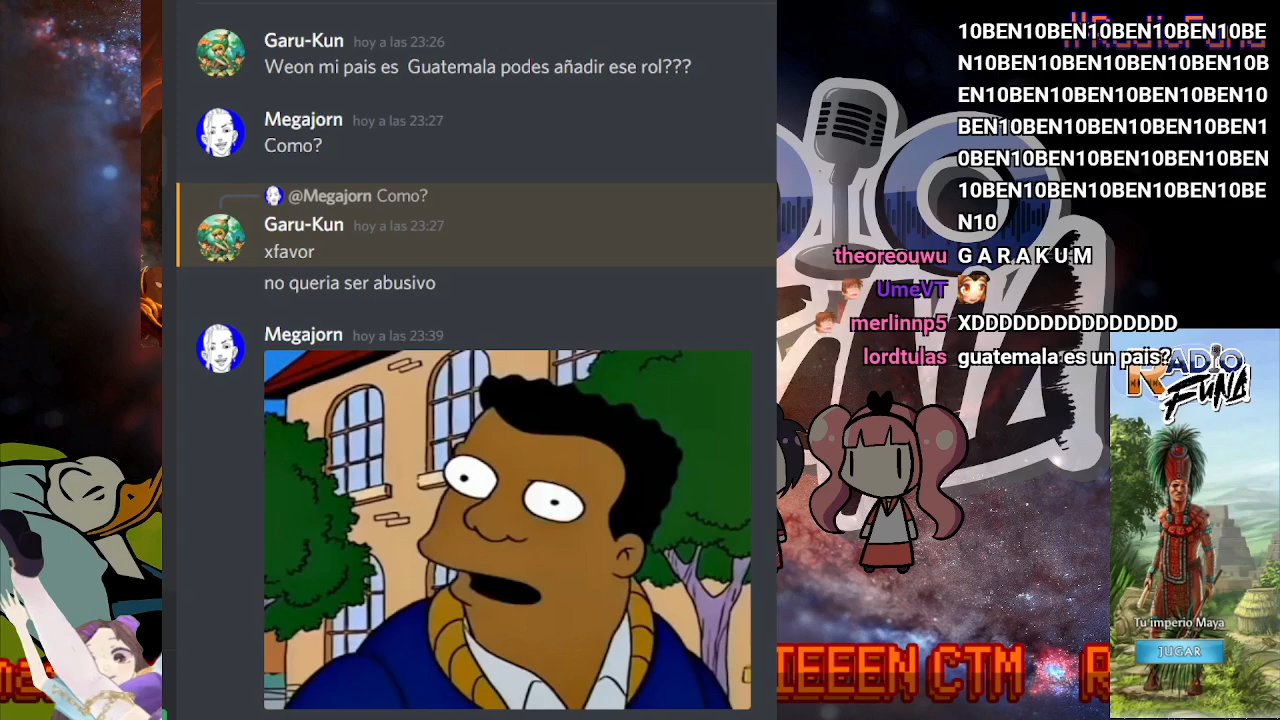 Garu-Kun hoy a las 23:26
Weon mi pais es Guatemala podes añadir ese rol???
Megajorn hoy a las 23:27
Como?
@Megajorn Como?
Garu-Kun hoy a las 23:27
xfavor
no queria ser abusivo
Megajorn hoy a las 23:39
#RadioFuna
10BEN10BEN10BEN10BEN10BE
N10BEN10BEN10BEN10BEN10B
EN10BEN10BEN10BEN10BEN10
BEN10BEN10BEN10BEN10BEN1
0BEN10BEN10BEN10BEN10BEN
10BEN10BEN10BEN10BEN10BE
N10
theoreouwu G A R A K U M
UmeVT
merlinnp5 XDDDDDDDDDDDDDDDD
lordtulas guatemala es un pais?
RADIO
FUNA
Tu imperio Maya
JUGAR
IEEEN CTM